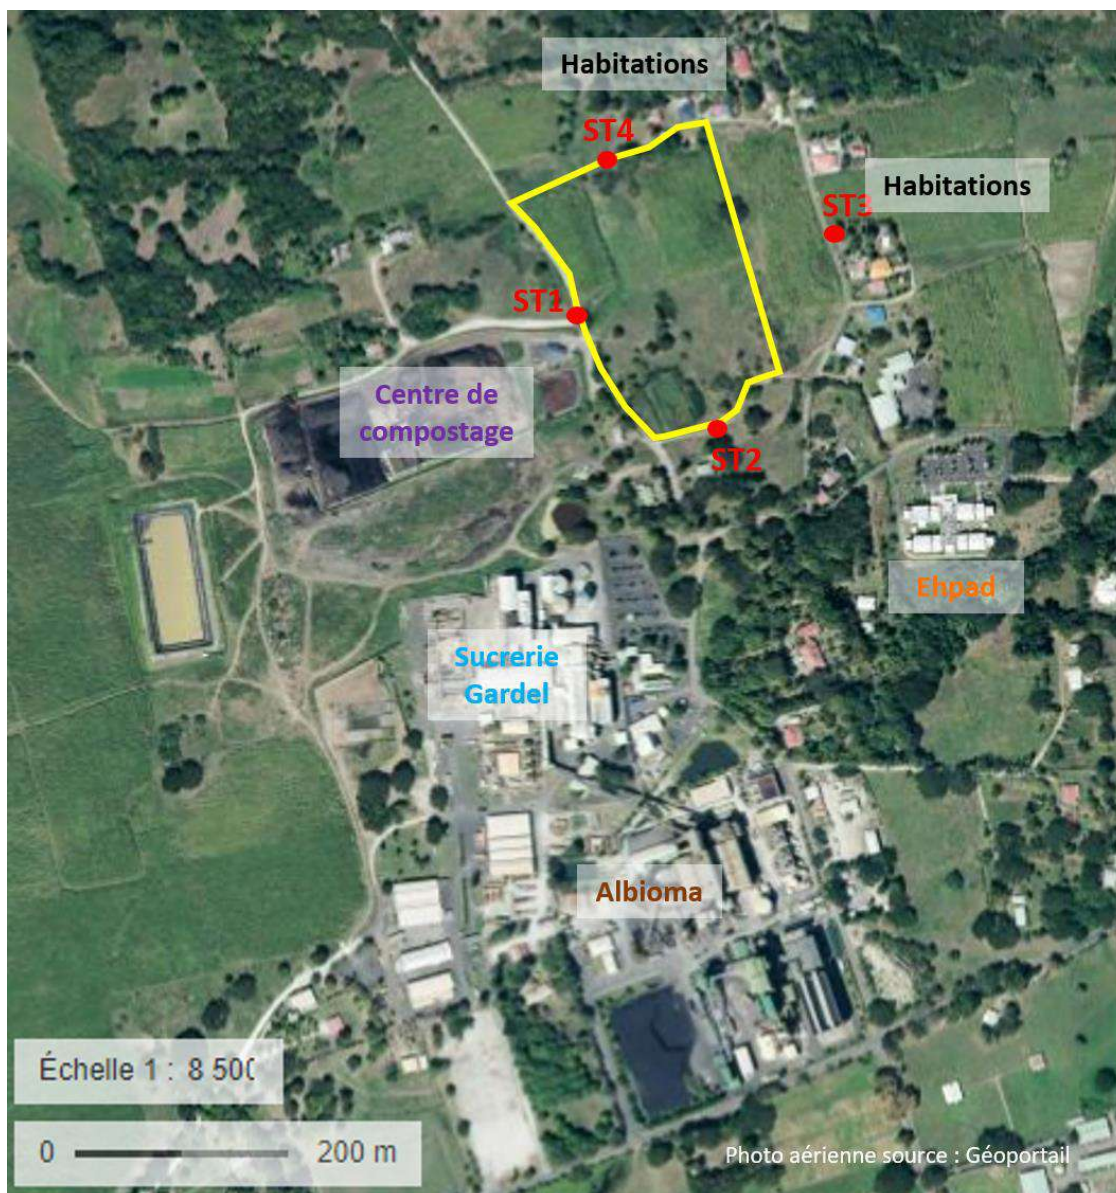 Habitations
ST4
Habitations
ST3
ST1
Centre de
compostage
ST2
Ehpad
Sucrerie
Gardel
Albioma
Échelle 1 : 8 500
0 200 m
Photo aérienne source : Géoportail